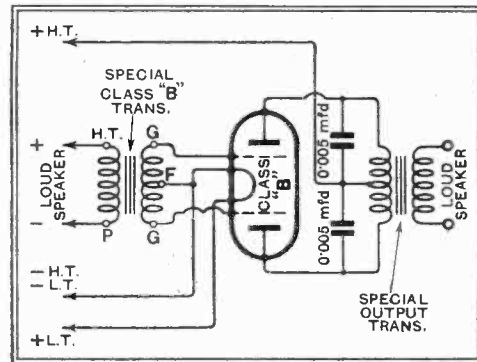 + H.T.
SPECIAL
CLASS "B"
TRANS.
+
H.T.
G
LOUD
SPEAKER
F
CLASS
"B"
0·005 mfd
0·005 mfd
LOUD
SPEAKER
-
P
G
- H.T.
- L.T.
+ L.T.
SPECIAL
OUTPUT
TRANS.